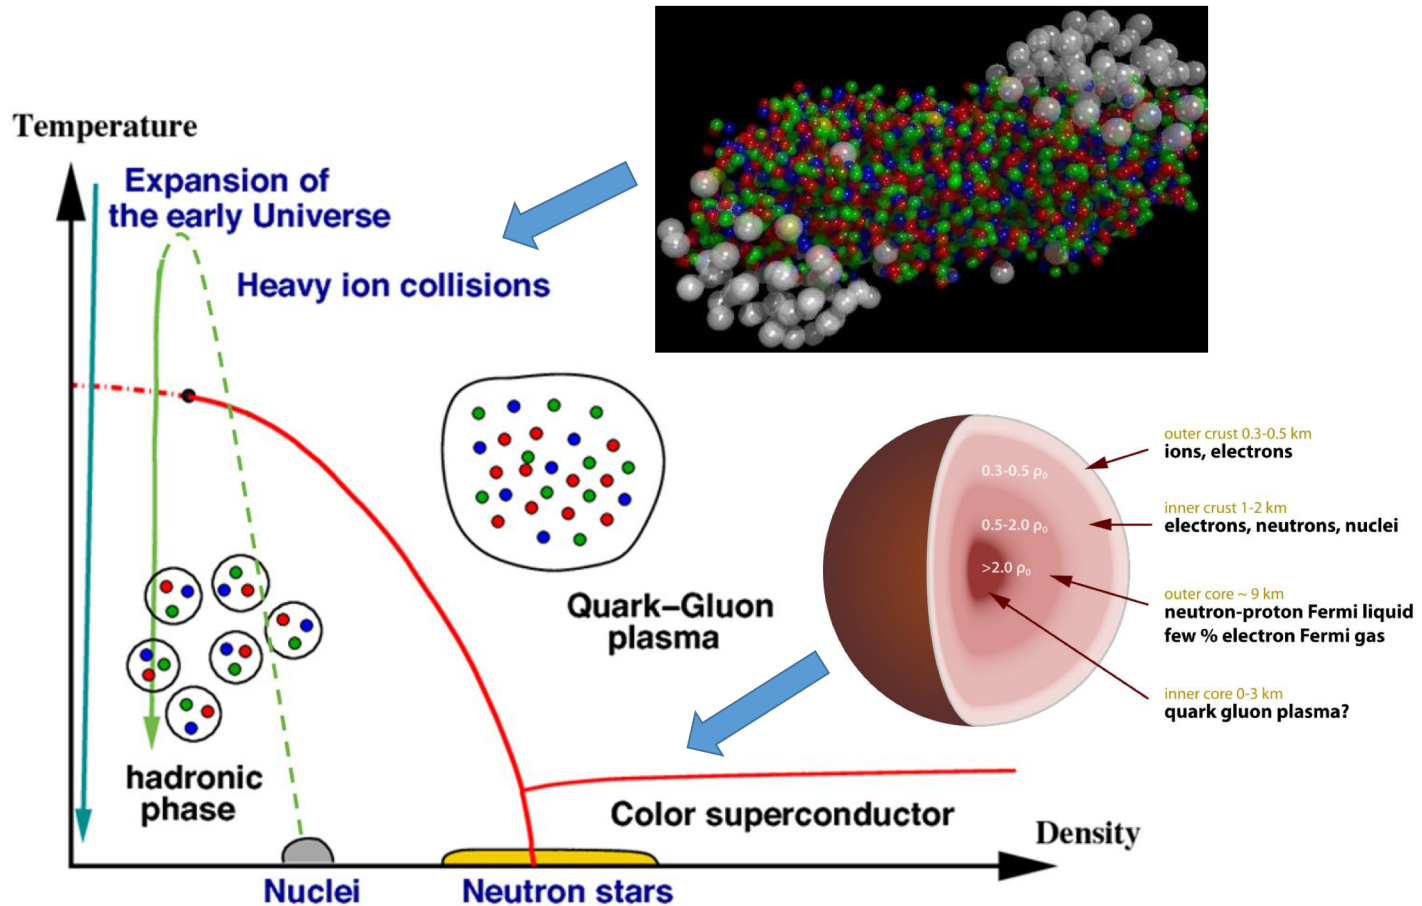 Temperature
Expansion of
the early Universe
Heavy ion collisions
Quark–Gluon
plasma
hadronic
phase
Color superconductor
Density
Nuclei
Neutron stars
0.3-0.5 ρ₀
0.5-2.0 ρ₀
>2.0 ρ₀
outer crust 0.3-0.5 km
ions, electrons
inner crust 1-2 km
electrons, neutrons, nuclei
outer core ~ 9 km
neutron-proton Fermi liquid
few % electron Fermi gas
inner core 0-3 km
quark gluon plasma?